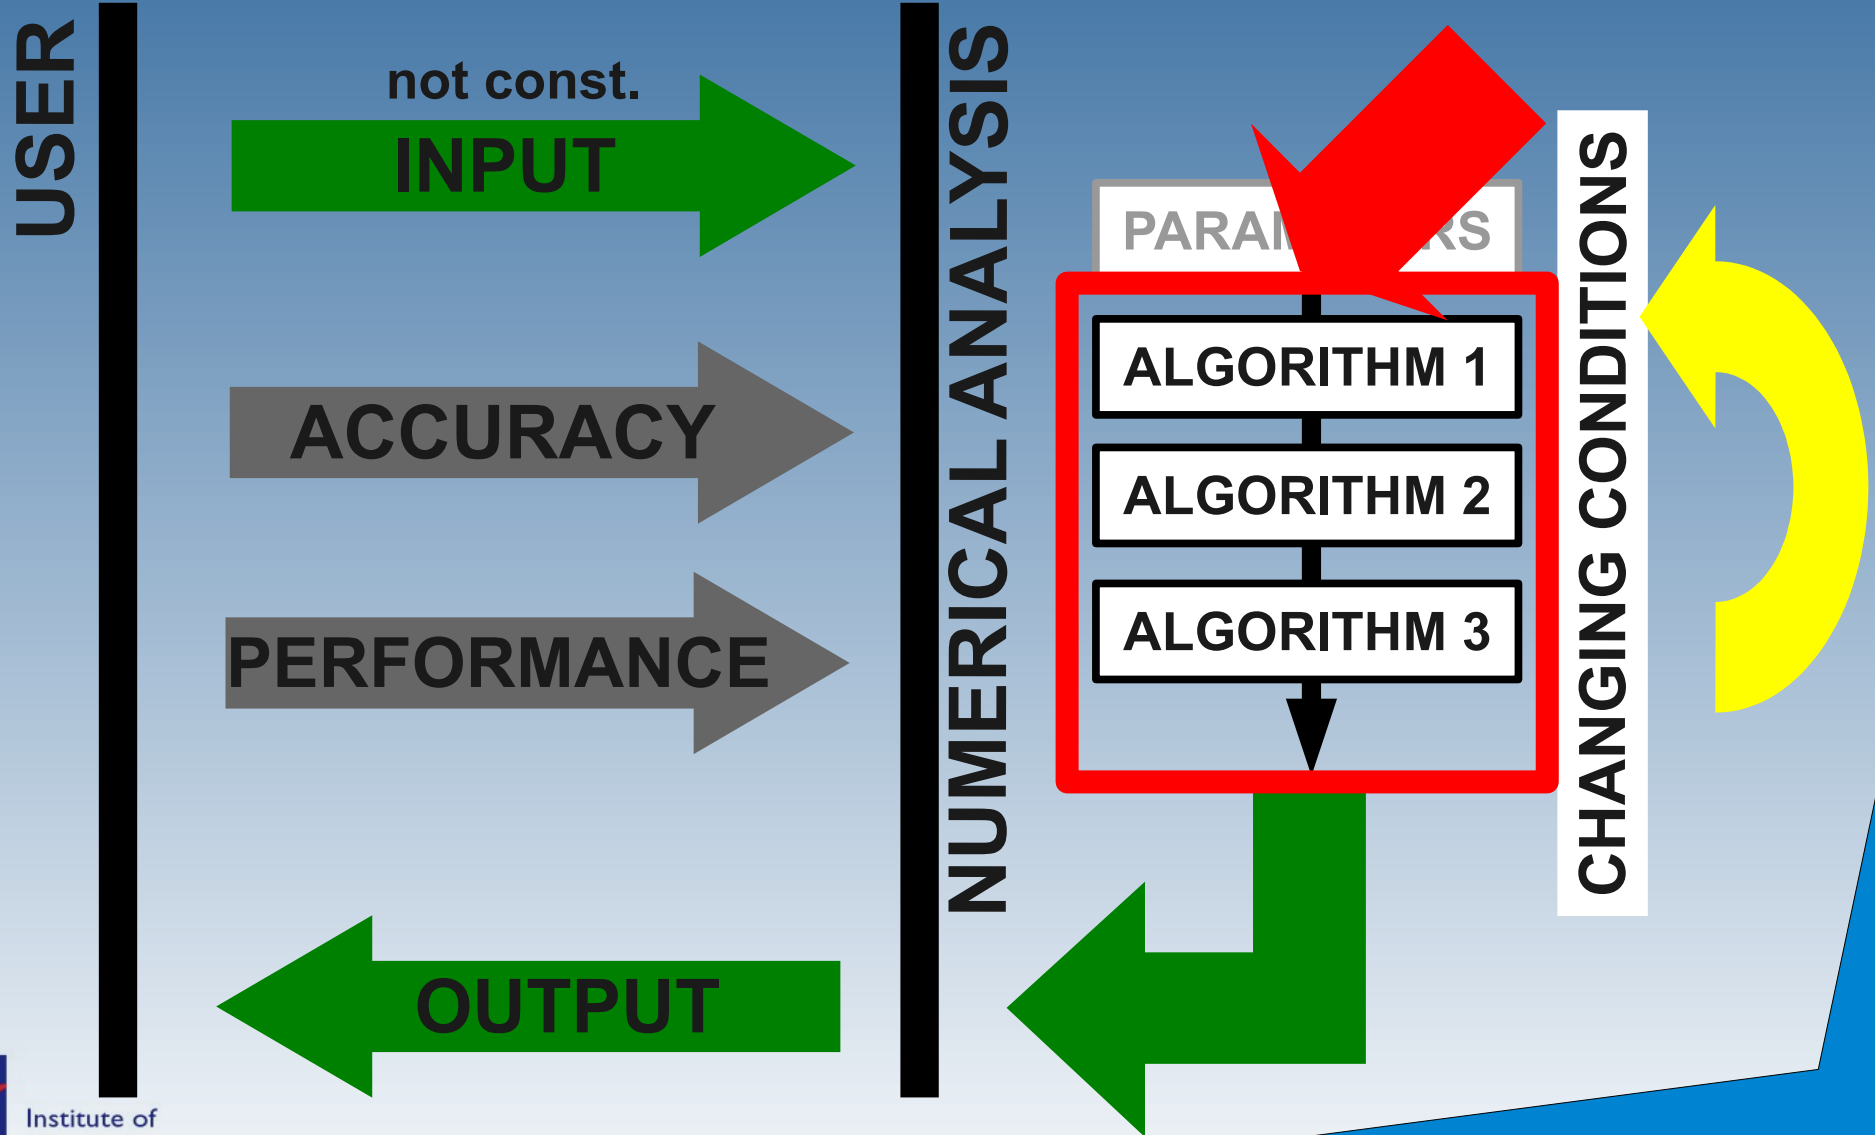 USER
not const.
INPUT
ACCURACY
PERFORMANCE
OUTPUT
NUMERICAL ANALYSIS
ALGORITHM 1
ALGORITHM 2
ALGORITHM 3
CHANGING CONDITIONS
Institute of